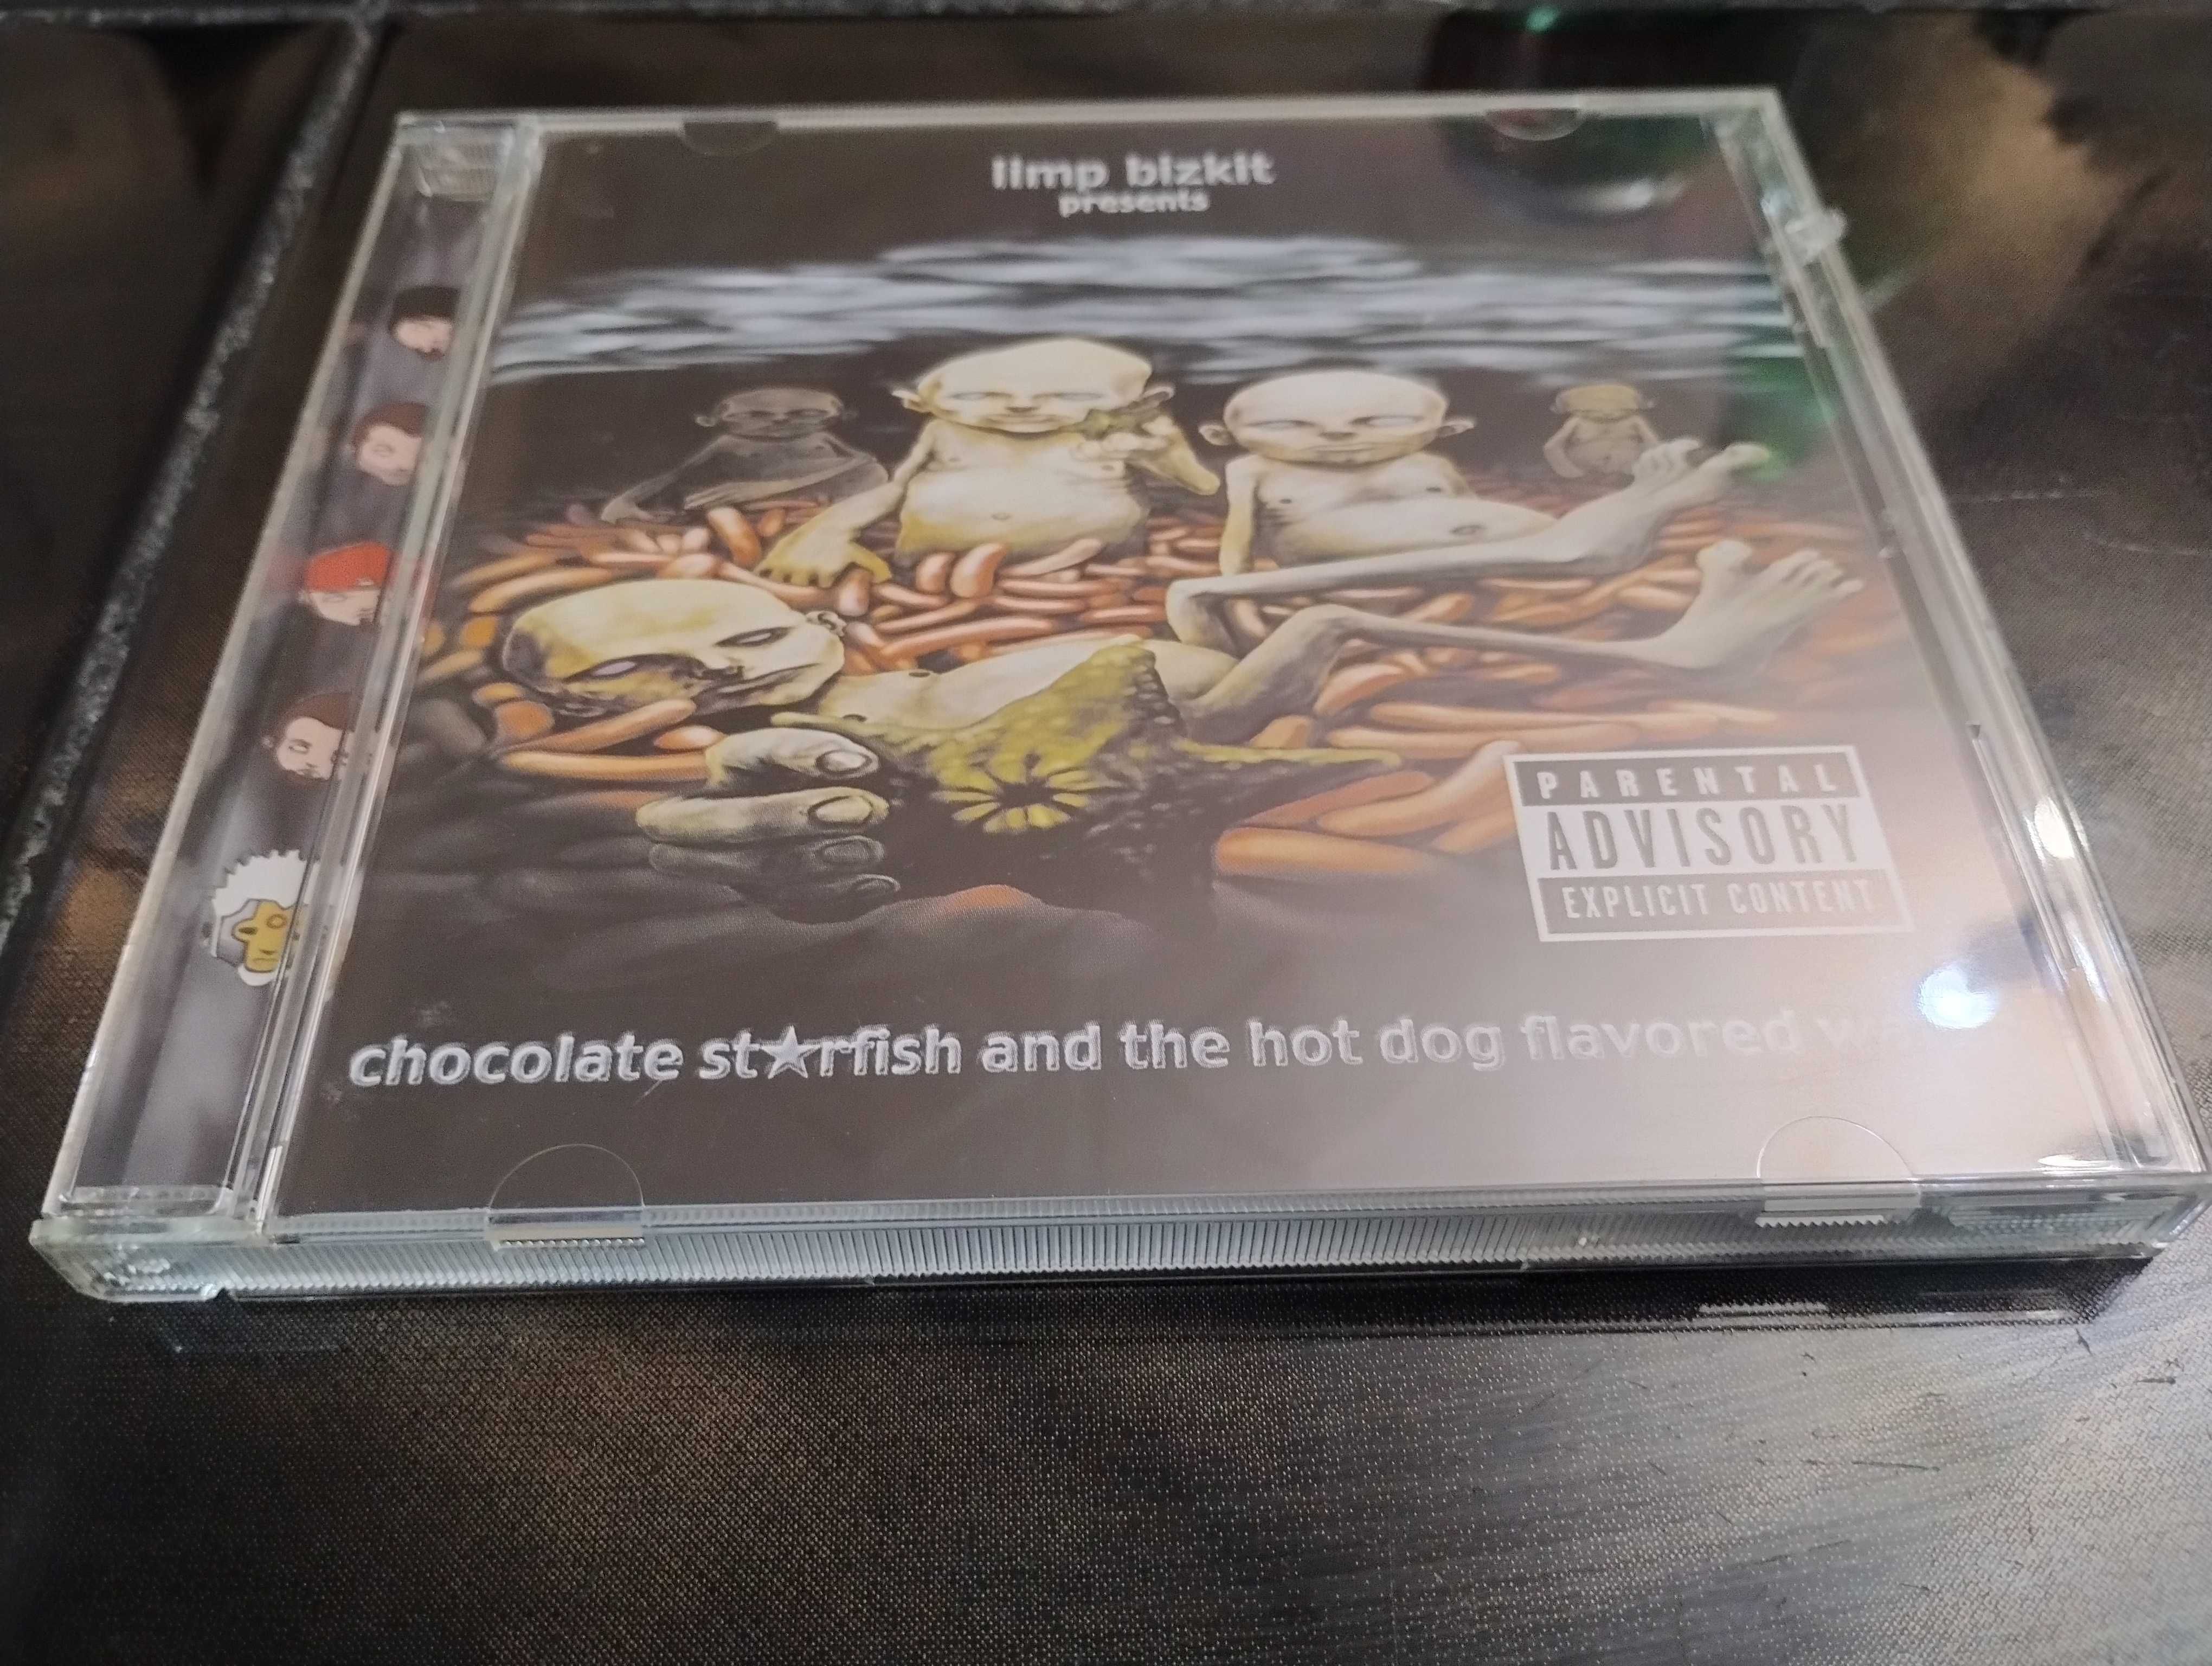 limp bizkit
presents
PARENTAL
ADVISORY
EXPLICIT CONTENT
chocolate st★rfish and the hot dog flavored